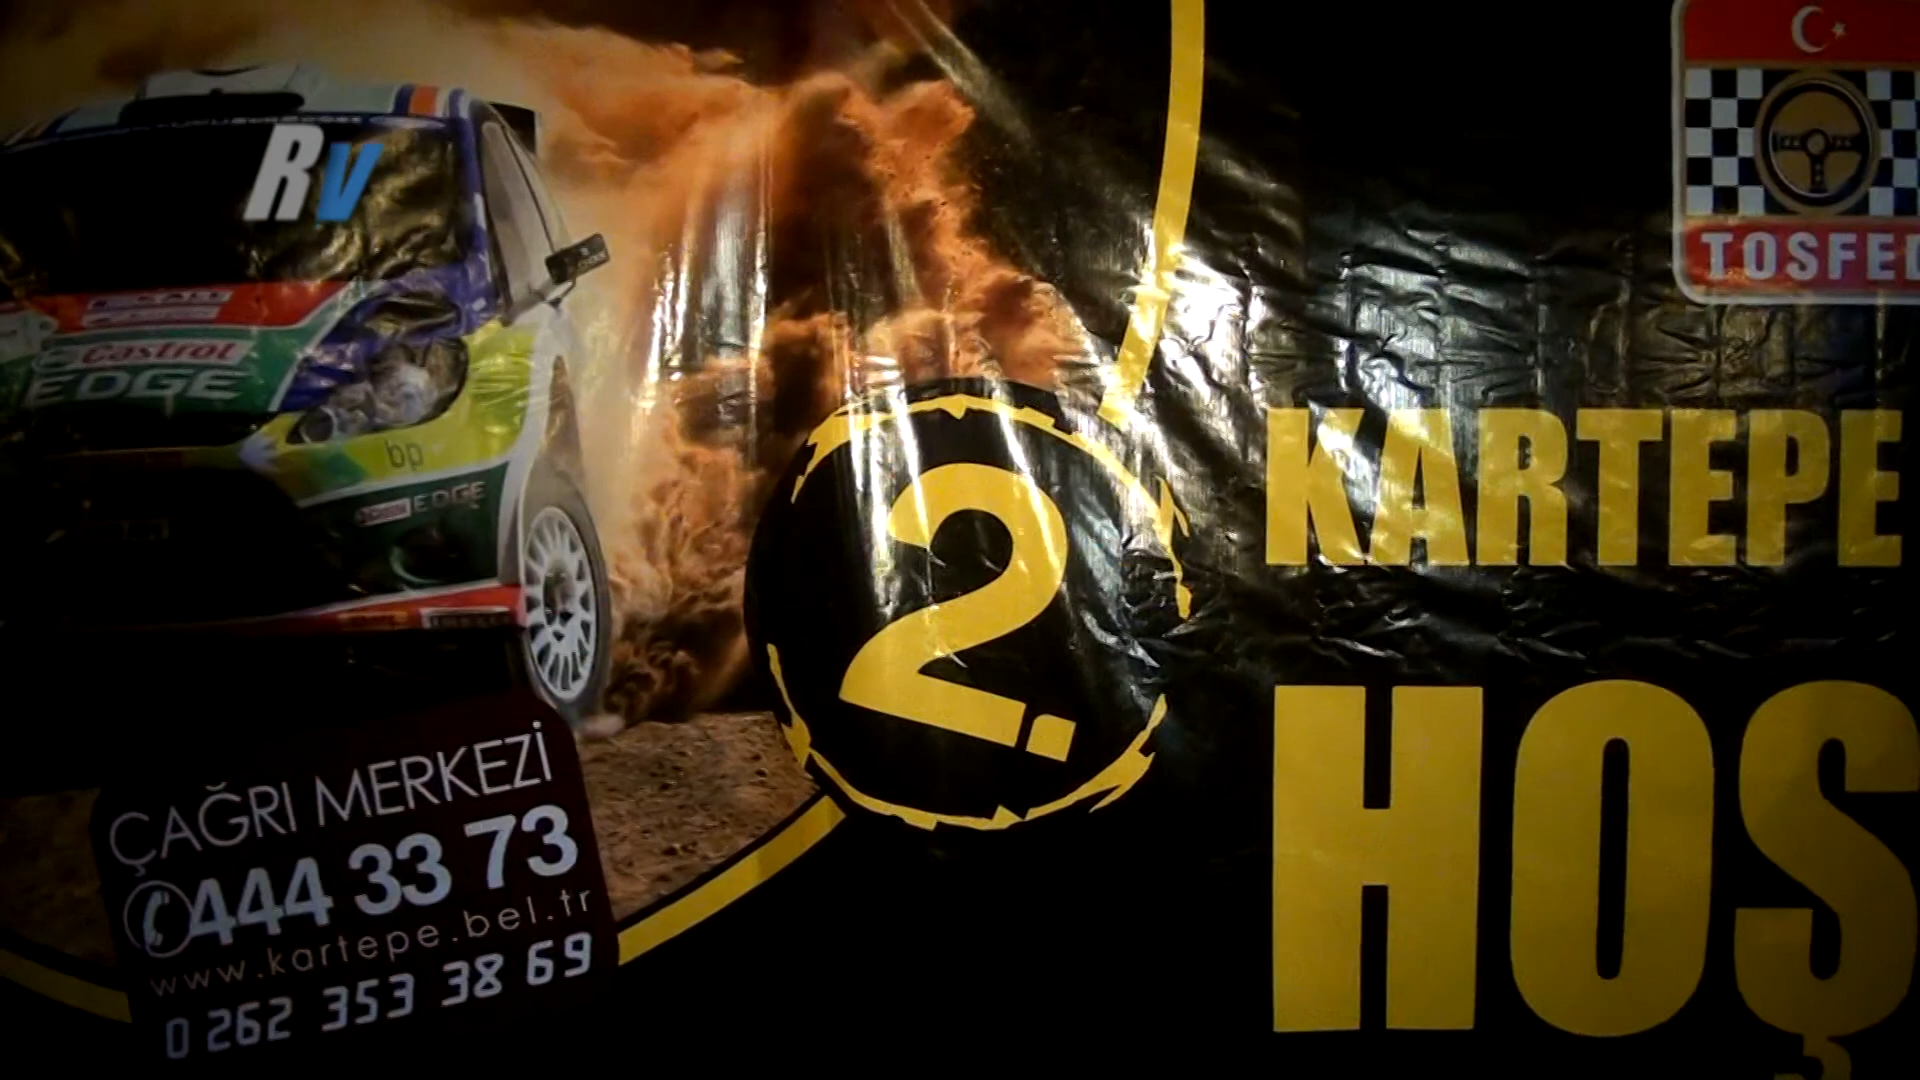 RV
Castrol
EDGE
bp
EDGE
TOSFED
2.
KARTEPE
HOŞ
ÇAĞRI MERKEZİ
444 33 73
www.kartepe.bel.tr
0 262 353 38 69